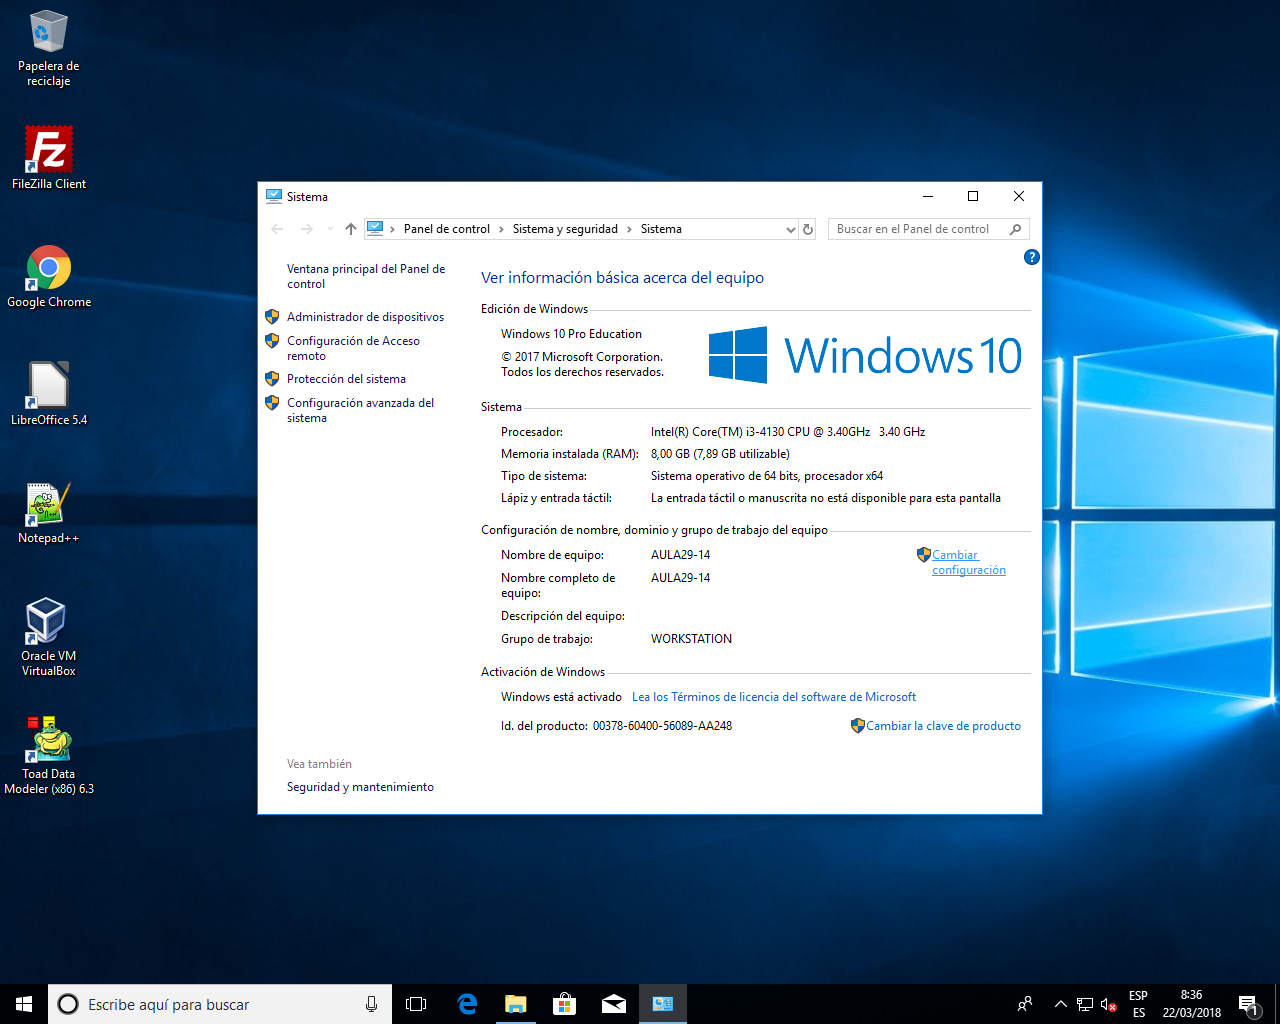 Papelera de
reciclaje
FileZilla Client
Google Chrome
LibreOffice 5.4
Notepad++
Oracle VM
VirtualBox
Toad Data
Modeler (x86) 6.3
Sistema
Panel de control
Sistema y seguridad
Sistema
Buscar en el Panel de control
?
Ventana principal del Panel de
control
Administrador de dispositivos
Configuración de Acceso
remoto
Protección del sistema
Configuración avanzada del
sistema
Vea también
Seguridad y mantenimiento
Ver información básica acerca del equipo
Edición de Windows
Windows 10 Pro Education
© 2017 Microsoft Corporation.
Todos los derechos reservados.
Windows 10
Sistema
Procesador: Intel(R) Core(TM) i3-4130 CPU @ 3.40GHz 3.40 GHz
Memoria instalada (RAM): 8,00 GB (7,89 GB utilizable)
Tipo de sistema: Sistema operativo de 64 bits, procesador x64
Lápiz y entrada táctil: La entrada táctil o manuscrita no está disponible para esta pantalla
Configuración de nombre, dominio y grupo de trabajo del equipo
Nombre de equipo: AULA29-14
Cambiar
configuración
Nombre completo de
equipo:
AULA29-14
Descripción del equipo:
Grupo de trabajo: WORKSTATION
Activación de Windows
Windows está activado Lea los Términos de licencia del software de Microsoft
Id. del producto: 00378-60400-56089-AA248
Cambiar la clave de producto
Escribe aquí para buscar
ESP
ES
8:36
22/03/2018
1